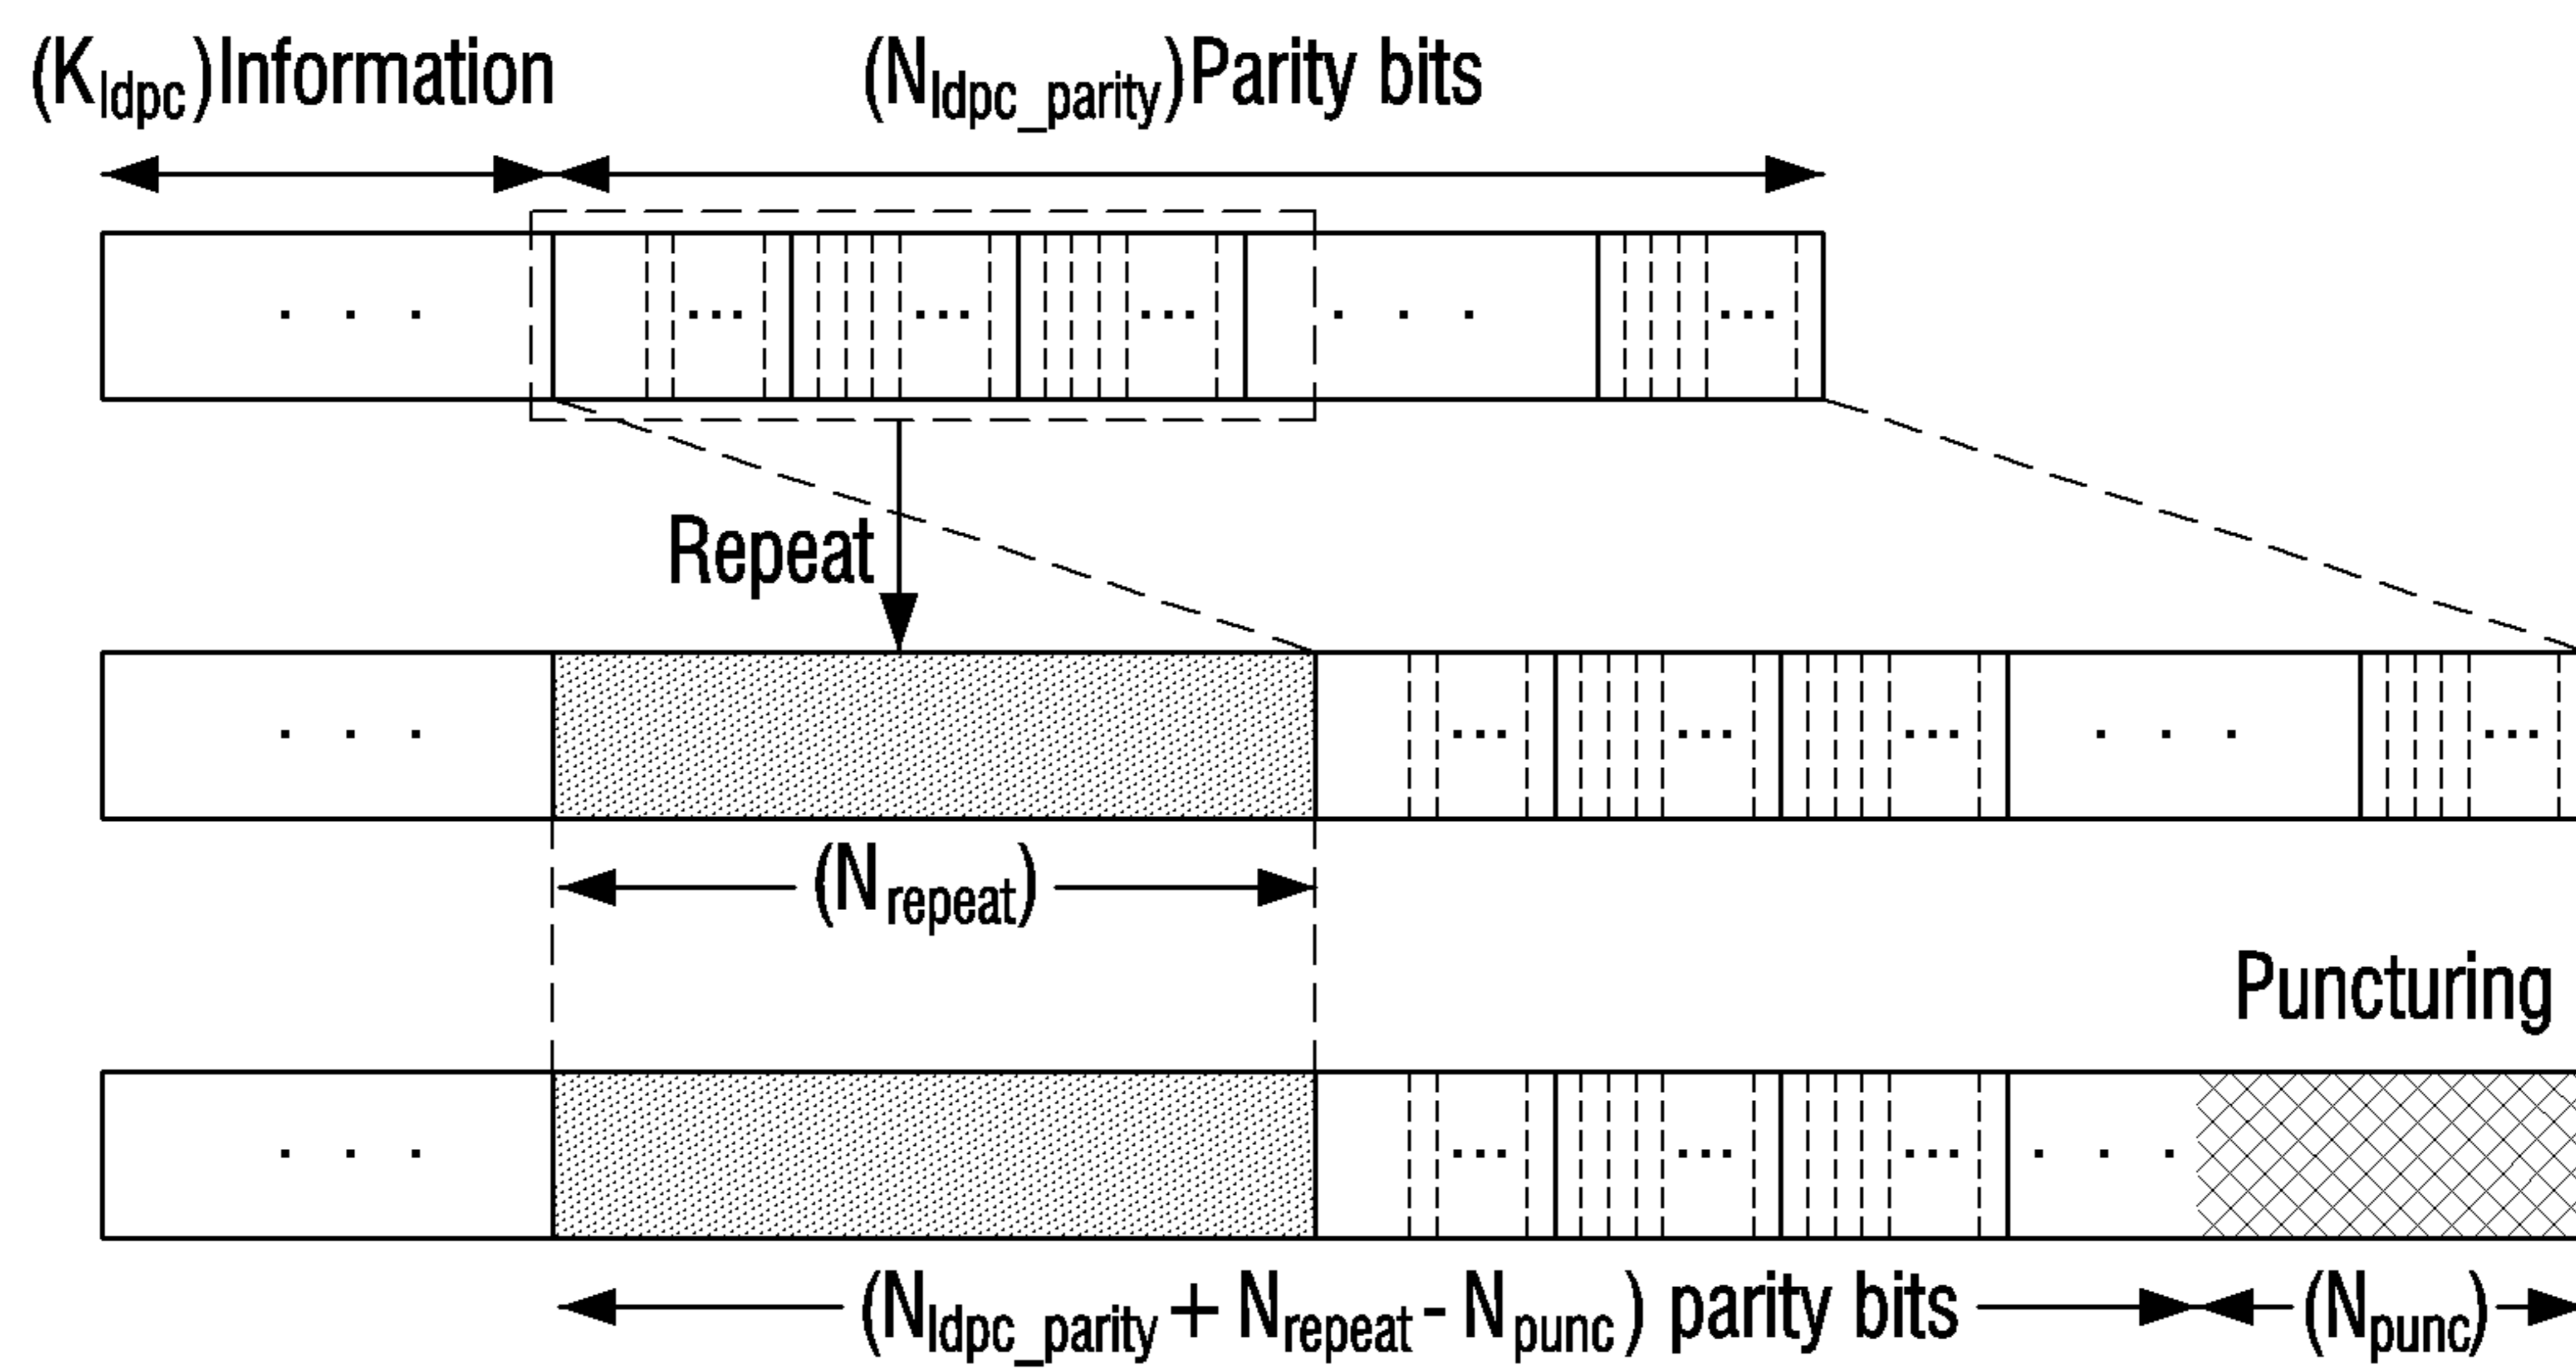 (Kldpc)Information (Nldpc_parity)Parity bits
Repeat
(Nrepeat)
Puncturing
(Nldpc_parity + Nrepeat - Npunc) parity bits (Npunc)